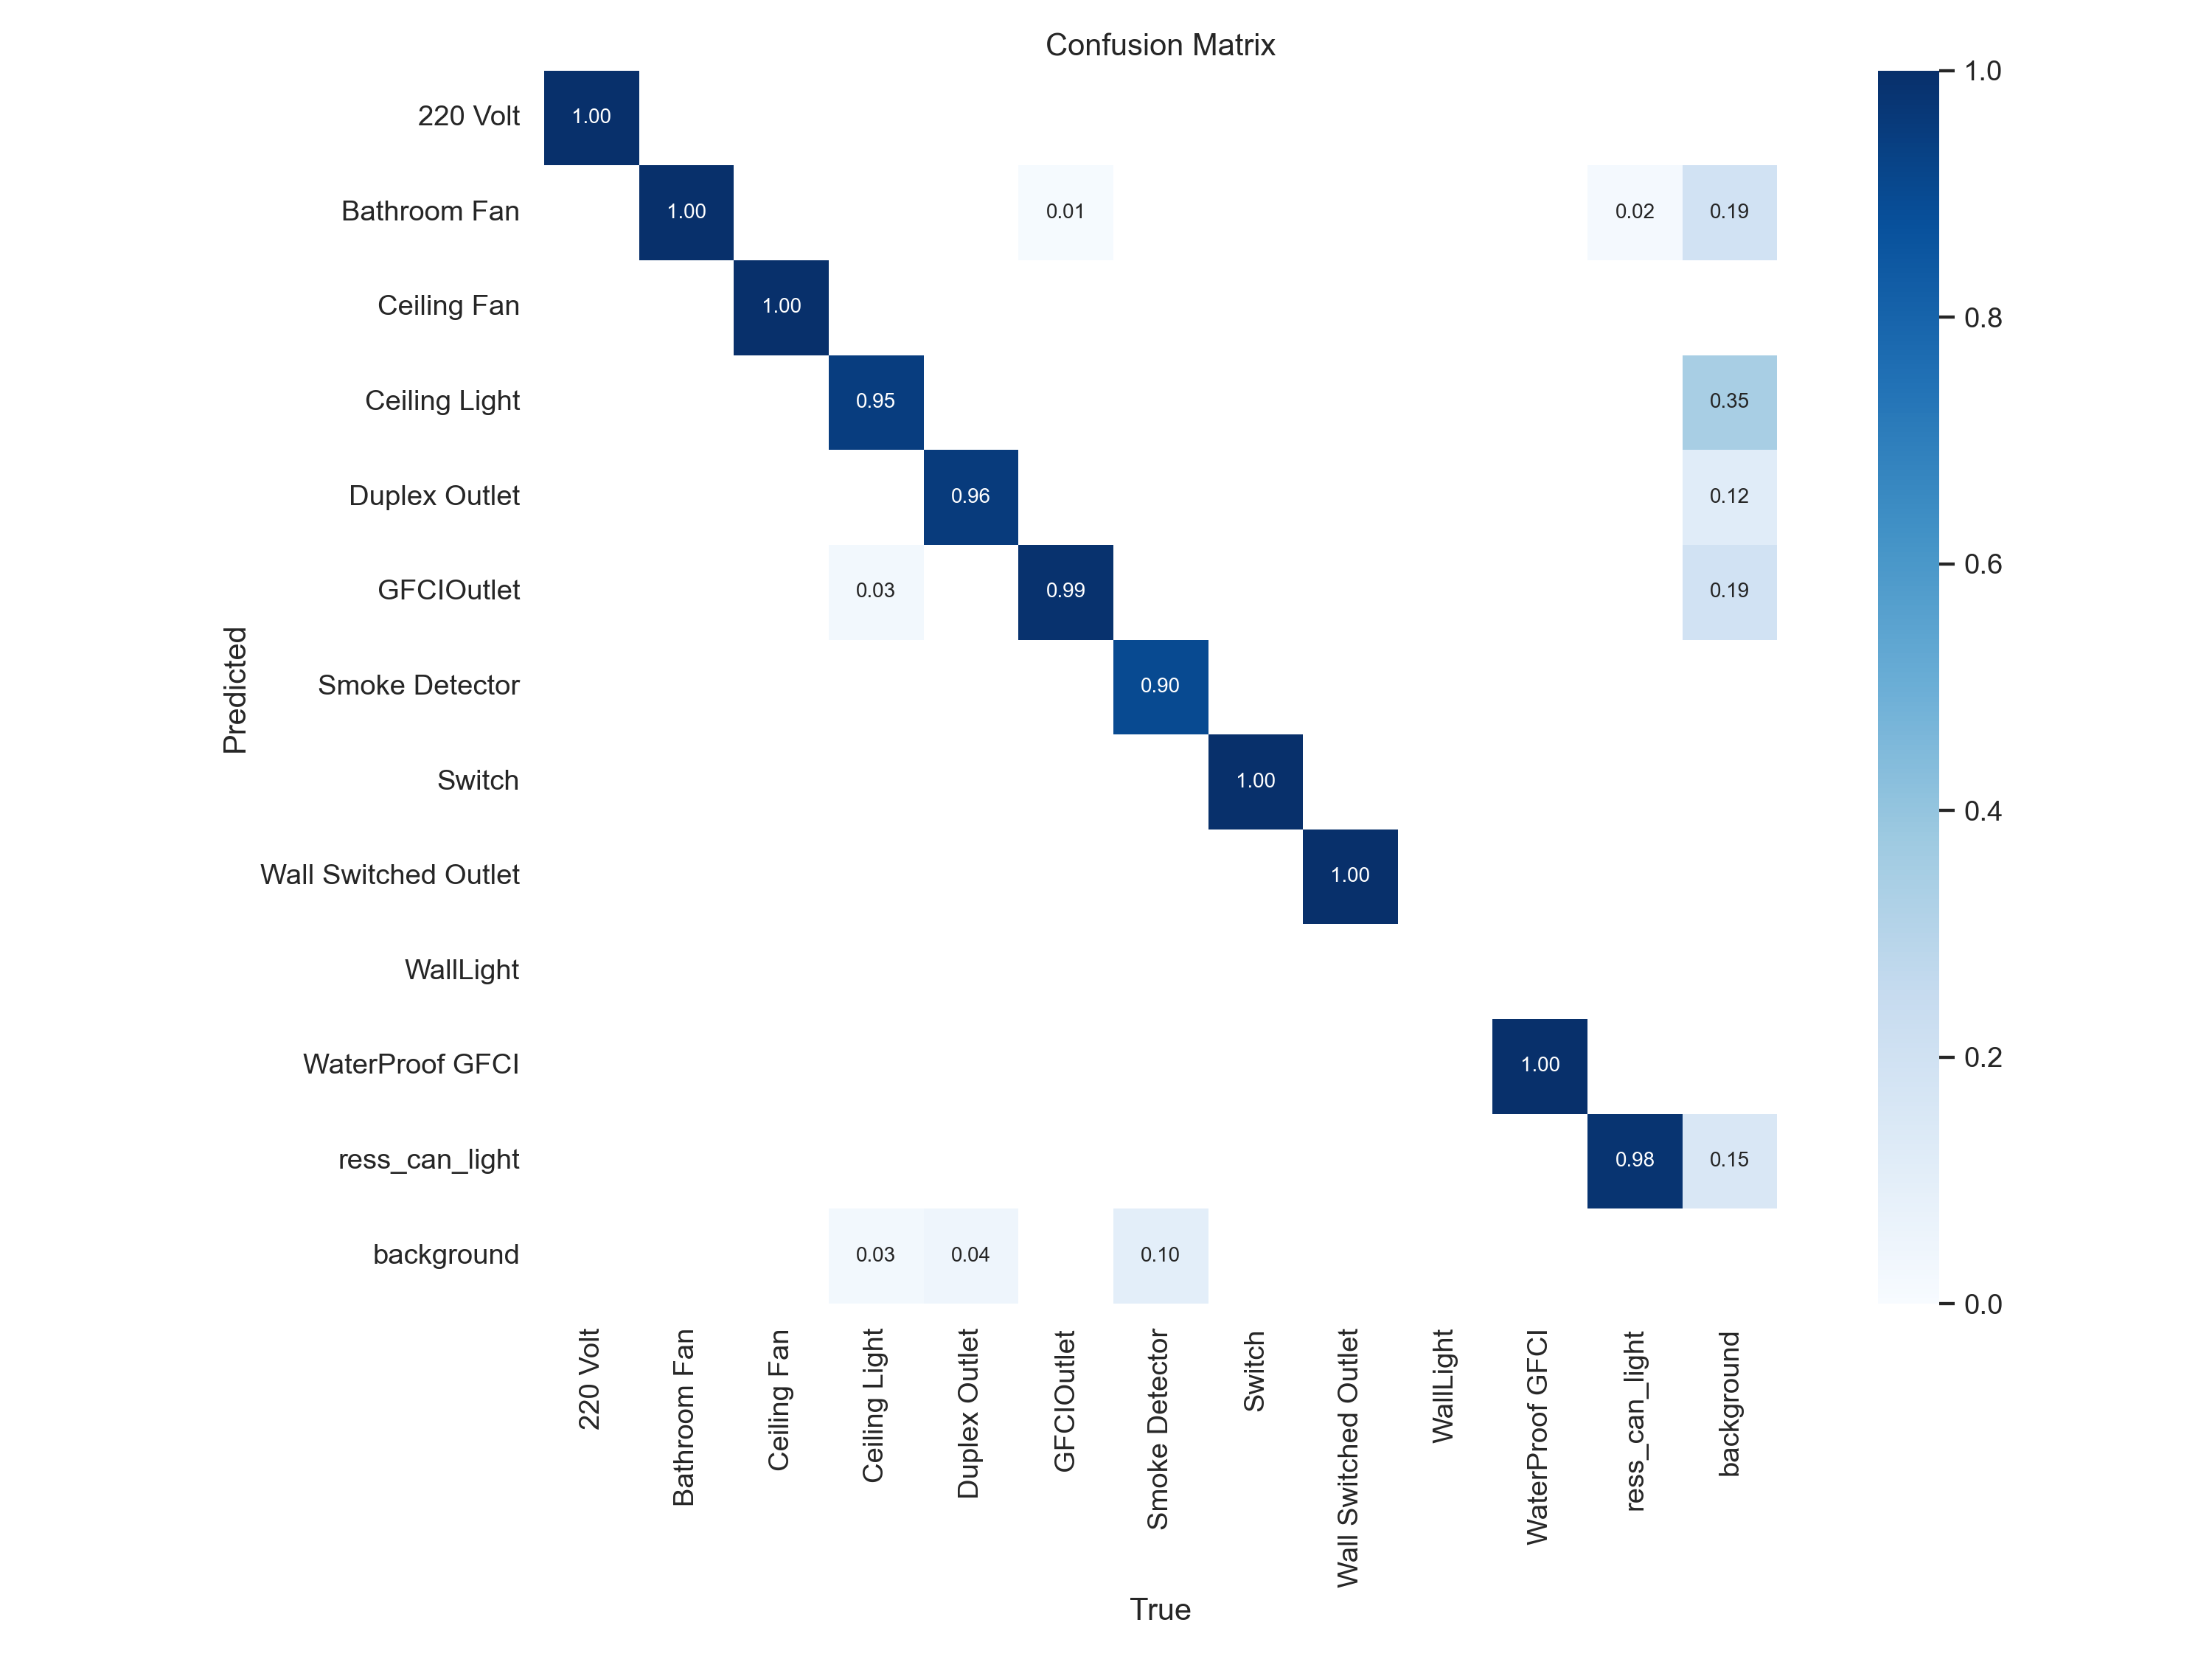 Confusion Matrix
220 Volt 1.00
Bathroom Fan 1.00 0.01 0.02 0.19
Ceiling Fan 1.00
Ceiling Light 0.95 0.35
Duplex Outlet 0.96 0.12
GFCIOutlet 0.03 0.99 0.19
Smoke Detector 0.90
Switch 1.00
Wall Switched Outlet 1.00
WallLight
WaterProof GFCI 1.00
ress_can_light 0.98 0.15
background 0.03 0.04 0.10
Predicted
220 Volt
Bathroom Fan
Ceiling Fan
Ceiling Light
Duplex Outlet
GFCIOutlet
Smoke Detector
Switch
Wall Switched Outlet
WallLight
WaterProof GFCI
ress_can_light
background
True
1.0
0.8
0.6
0.4
0.2
0.0